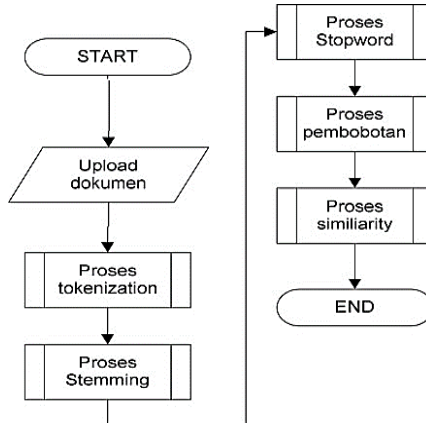 START
Upload
dokumen
Proses
tokenization
Proses
Stemming
Proses
Stopword
Proses
pembobotan
Proses
similiarity
END